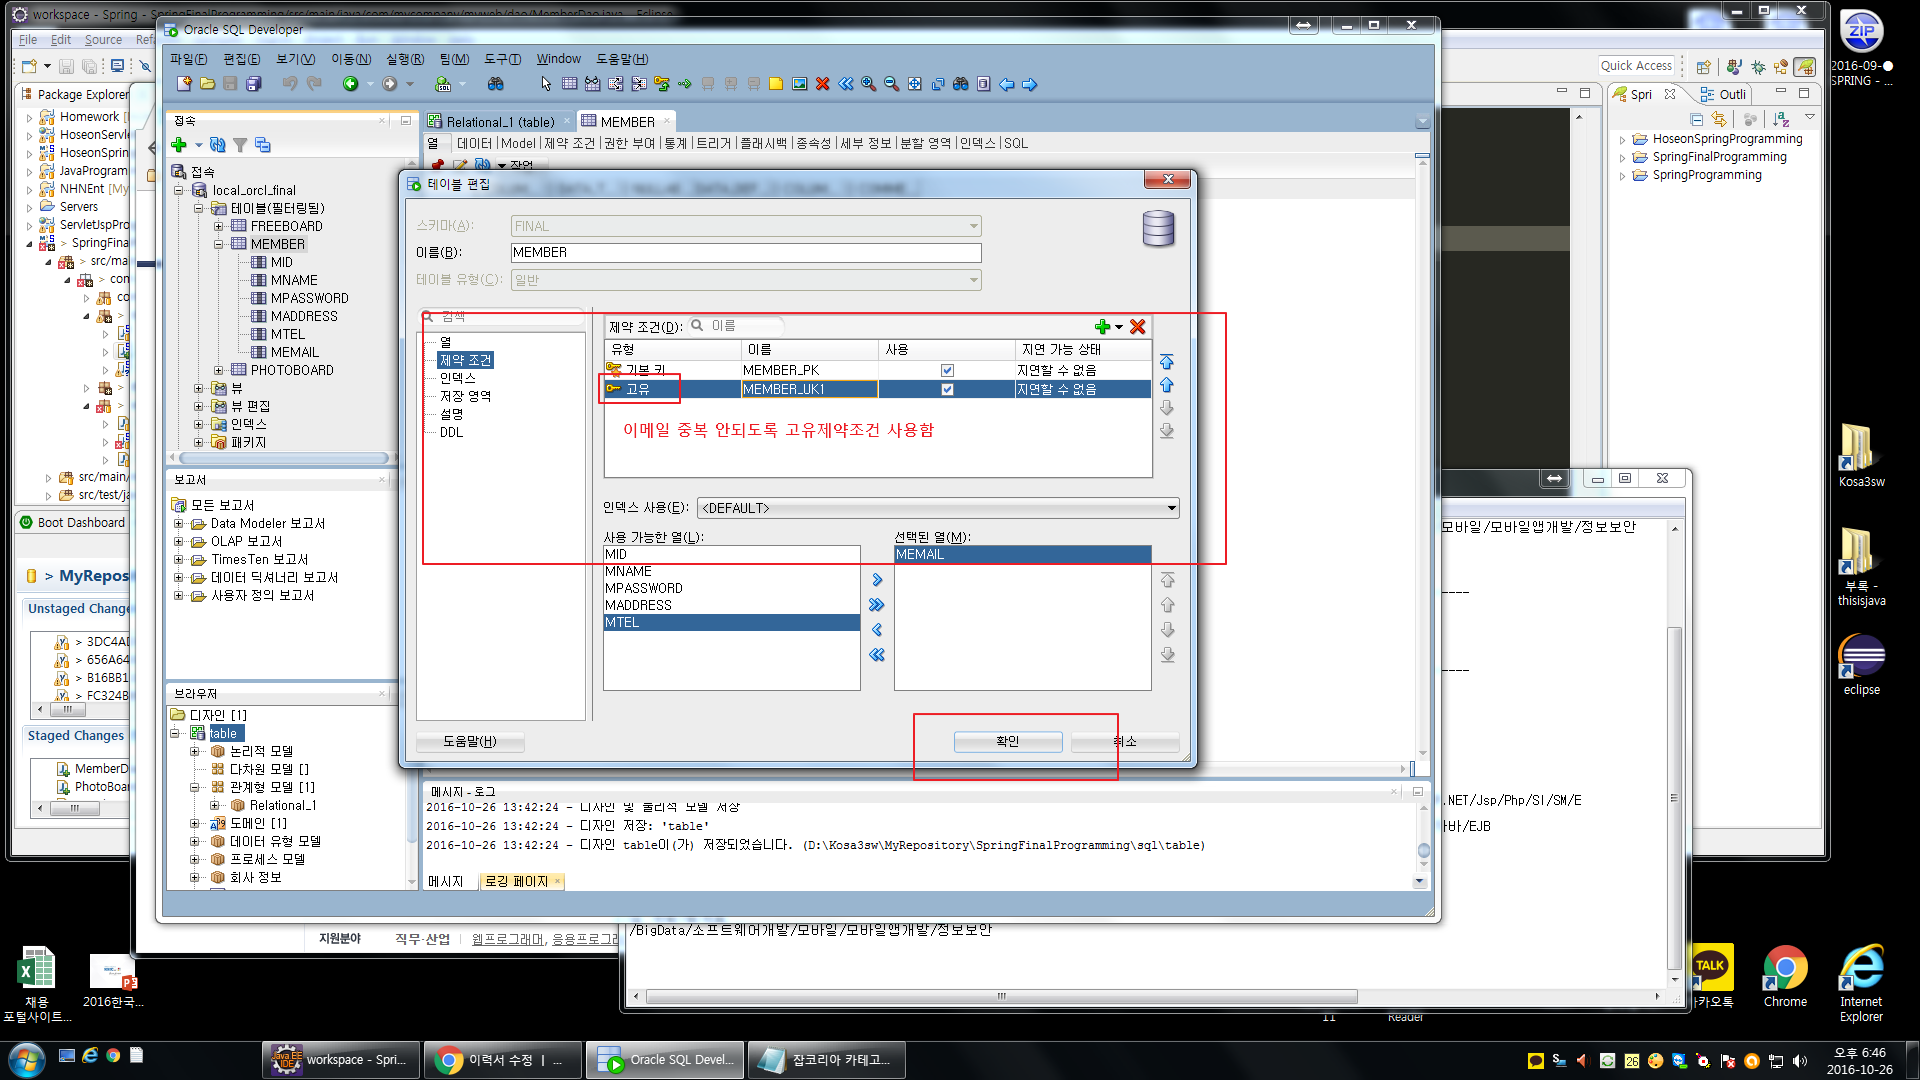 workspace - Spring - SpringFinalProgramming/src/main/java/com/mycompany/myweb/dao/MemberDao.java - Eclipse
File Edit Source Refa
Quick Access
Package Explorer
Homework
HoseonServle
HoseonSprin
JavaProgram
NHNEnt [My
Servers
ServletJspPro
> SpringFina
> src/ma
> con
co
src/main/
src/test/ja
Boot Dashboard
> MyRepos
Unstaged Change
> 3DC4AD
> 656A64
> B16BB1
> FC324B
Staged Changes
MemberD
PhotoBoar
Oracle SQL Developer
파일(F) 편집(E) 보기(V) 이동(N) 실행(R) 팀(M) 도구(T) Window 도움말(H)
접속
접속
local_orcl_final
테이블(필터링됨)
FREEBOARD
MEMBER
MID
MNAME
MPASSWORD
MADDRESS
MTEL
MEMAIL
PHOTOBOARD
뷰
뷰 편집
인덱스
패키지
보고서
모든 보고서
Data Modeler 보고서
OLAP 보고서
TimesTen 보고서
데이터 딕셔너리 보고서
사용자 정의 보고서
브라우저
디자인 [1]
table
논리적 모델
다차원 모델 []
관계형 모델 [1]
Relational_1
도메인 [1]
데이터 유형 모델
프로세스 모델
회사 정보
Relational_1 (table)
MEMBER
열 |데이터 |Model |제약 조건 |권한 부여 |통계 |트리거 |플래시백 |종속성 |세부 정보 |분할 영역 |인덱스 |SQL
작업
테이블 편집
스키마(A): FINAL
이름(B): MEMBER
테이블 유형(C): 일반
검색
열
제약 조건
인덱스
저장 영역
설명
DDL
제약 조건(D): 이름
유형 이름 사용 지연 가능 상태
기본 키 MEMBER_PK 지연할 수 없음
고유 MEMBER_UK1 지연할 수 없음
이메일 중복 안되도록 고유제약조건 사용함
인덱스 사용(E): <DEFAULT>
사용 가능한 열(L): 선택된 열(M):
MID
MNAME
MPASSWORD
MADDRESS
MTEL
MEMAIL
도움말(H) 확인 취소
메시지 - 로그
2016-10-26 13:42:24 - 디자인 및 물리적 모델 저장
2016-10-26 13:42:24 - 디자인 저장: 'table'
2016-10-26 13:42:24 - 디자인 table이(가) 저장되었습니다. (D:\Kosa3sw\MyRepository\SpringFinalProgramming\sql\table)
메시지 로깅 페이지
Spri
Outli
HoseonSpringProgramming
SpringFinalProgramming
SpringProgramming
모바일/모바일앱개발/정보보안
----
----
.NET/Jsp/Php/SI/SM/E
바/EJB
지원분야 직무·산업 웹프로그래머, 응용프로그
/BigData/소프트웨어개발/모바일/모바일앱개발/정보보안
ZIP
2016-09-
SPRING - ...
Kosa3sw
부록 -
thisisjava
eclipse
채용
포털사이트...
2016한국...
TALK
카카오톡
Chrome
Internet
Explorer
11
Reader
Java EE
IDE
workspace - Spri...
이력서 수정 | ...
Oracle SQL Devel...
잡코리아 카테고...
26
오후 6:46
2016-10-26